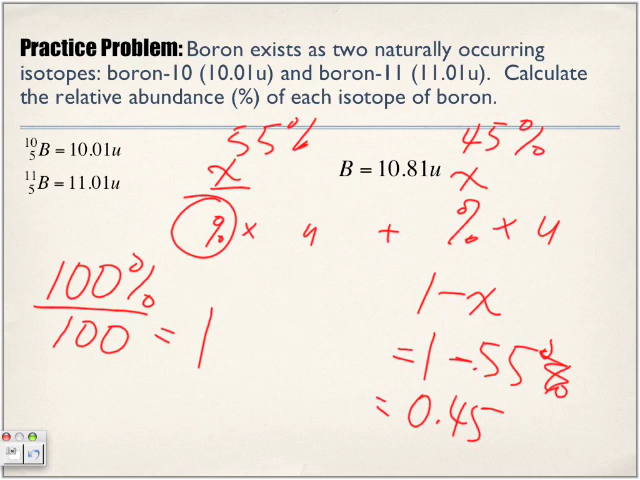 Practice Problem: Boron exists as two naturally occurring
isotopes: boron-10 (10.01u) and boron-11 (11.01u). Calculate
the relative abundance (%) of each isotope of boron.
55% 45%
¹⁰₅B = 10.01u
x B = 10.81u x
¹¹₅B = 11.01u
% × u + % × u
100%/100 = 1
1 - x
= 1 - .55
= 0.45